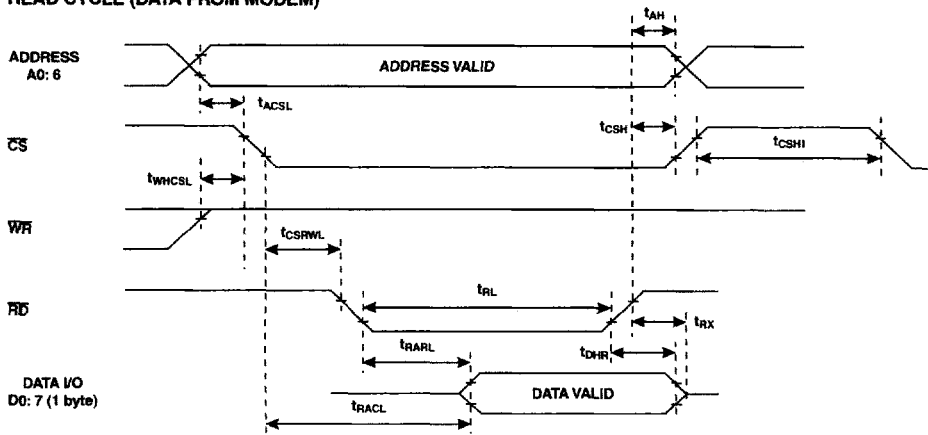 READ CYCLE (DATA FROM MODEM)
tAH
ADDRESS
A0: 6
ADDRESS VALID
tACSL
CS
tCSH
tCSHI
tWHCSL
WR
tCSRWL
RD
tRL
tRX
tRARL
tDHR
DATA I/O
D0: 7 (1 byte)
DATA VALID
tRACL